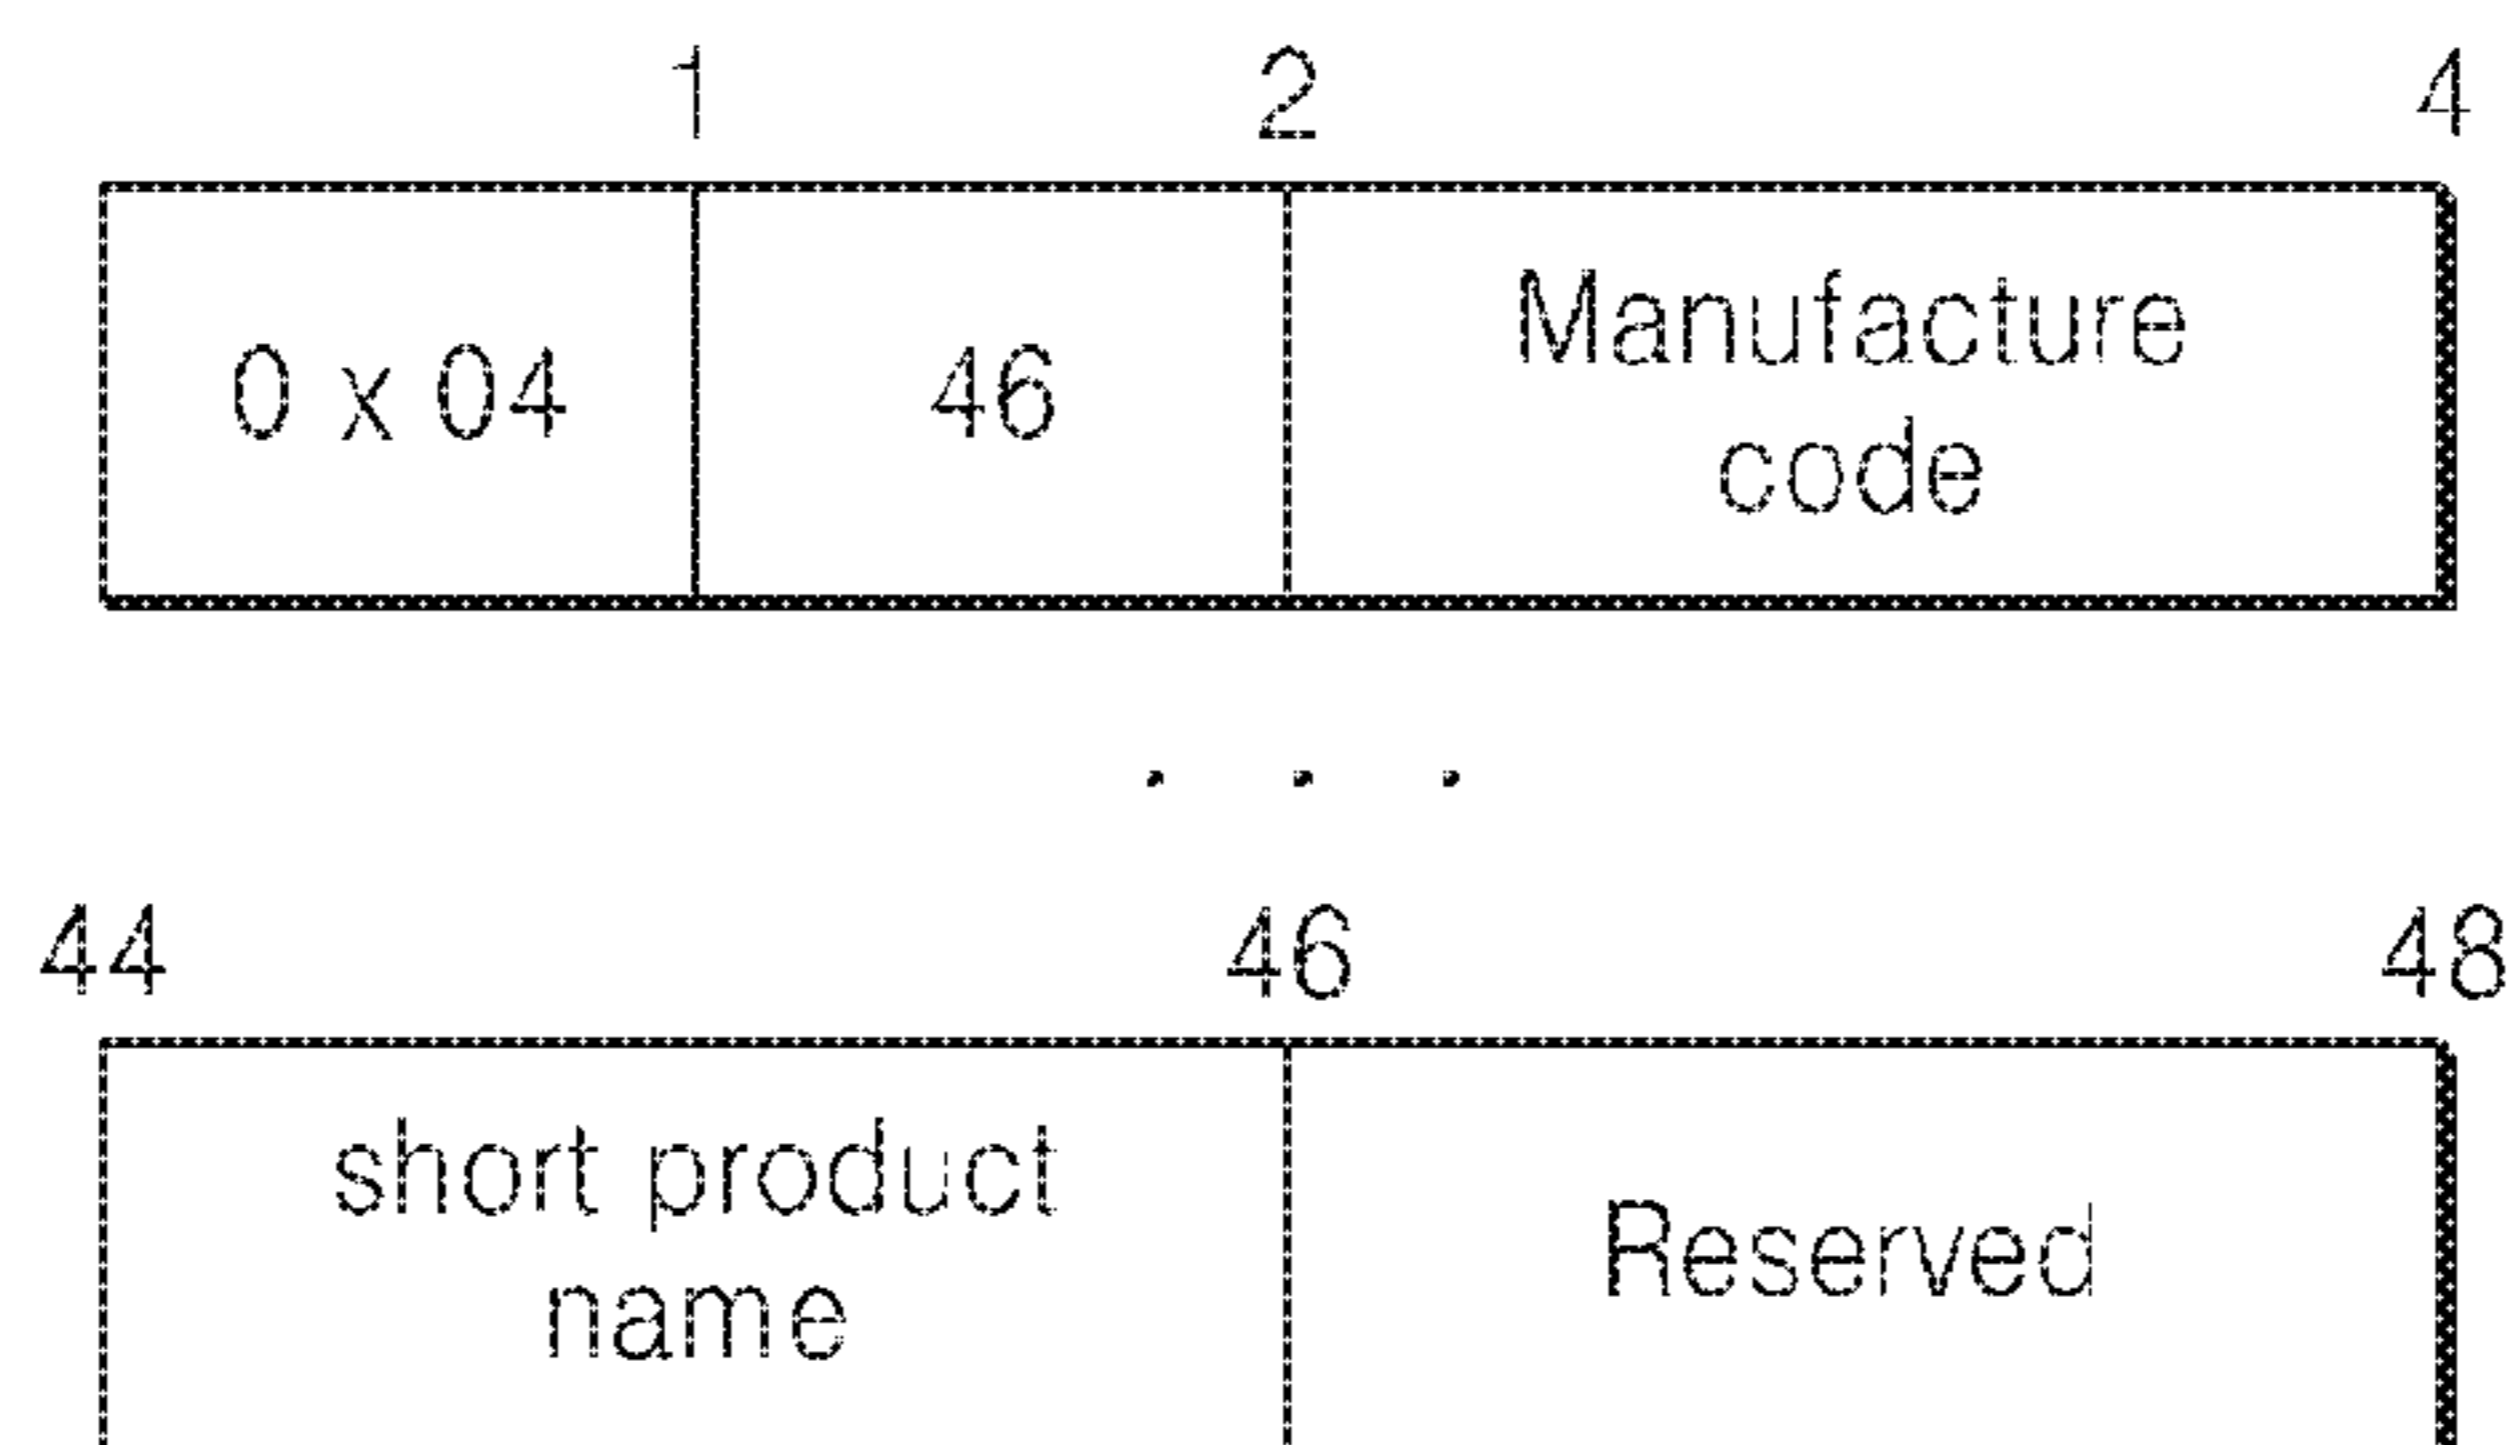 1 2 4
0 x 04 46 Manufacture
code
. . .
44 46 48
short product
name
Reserved